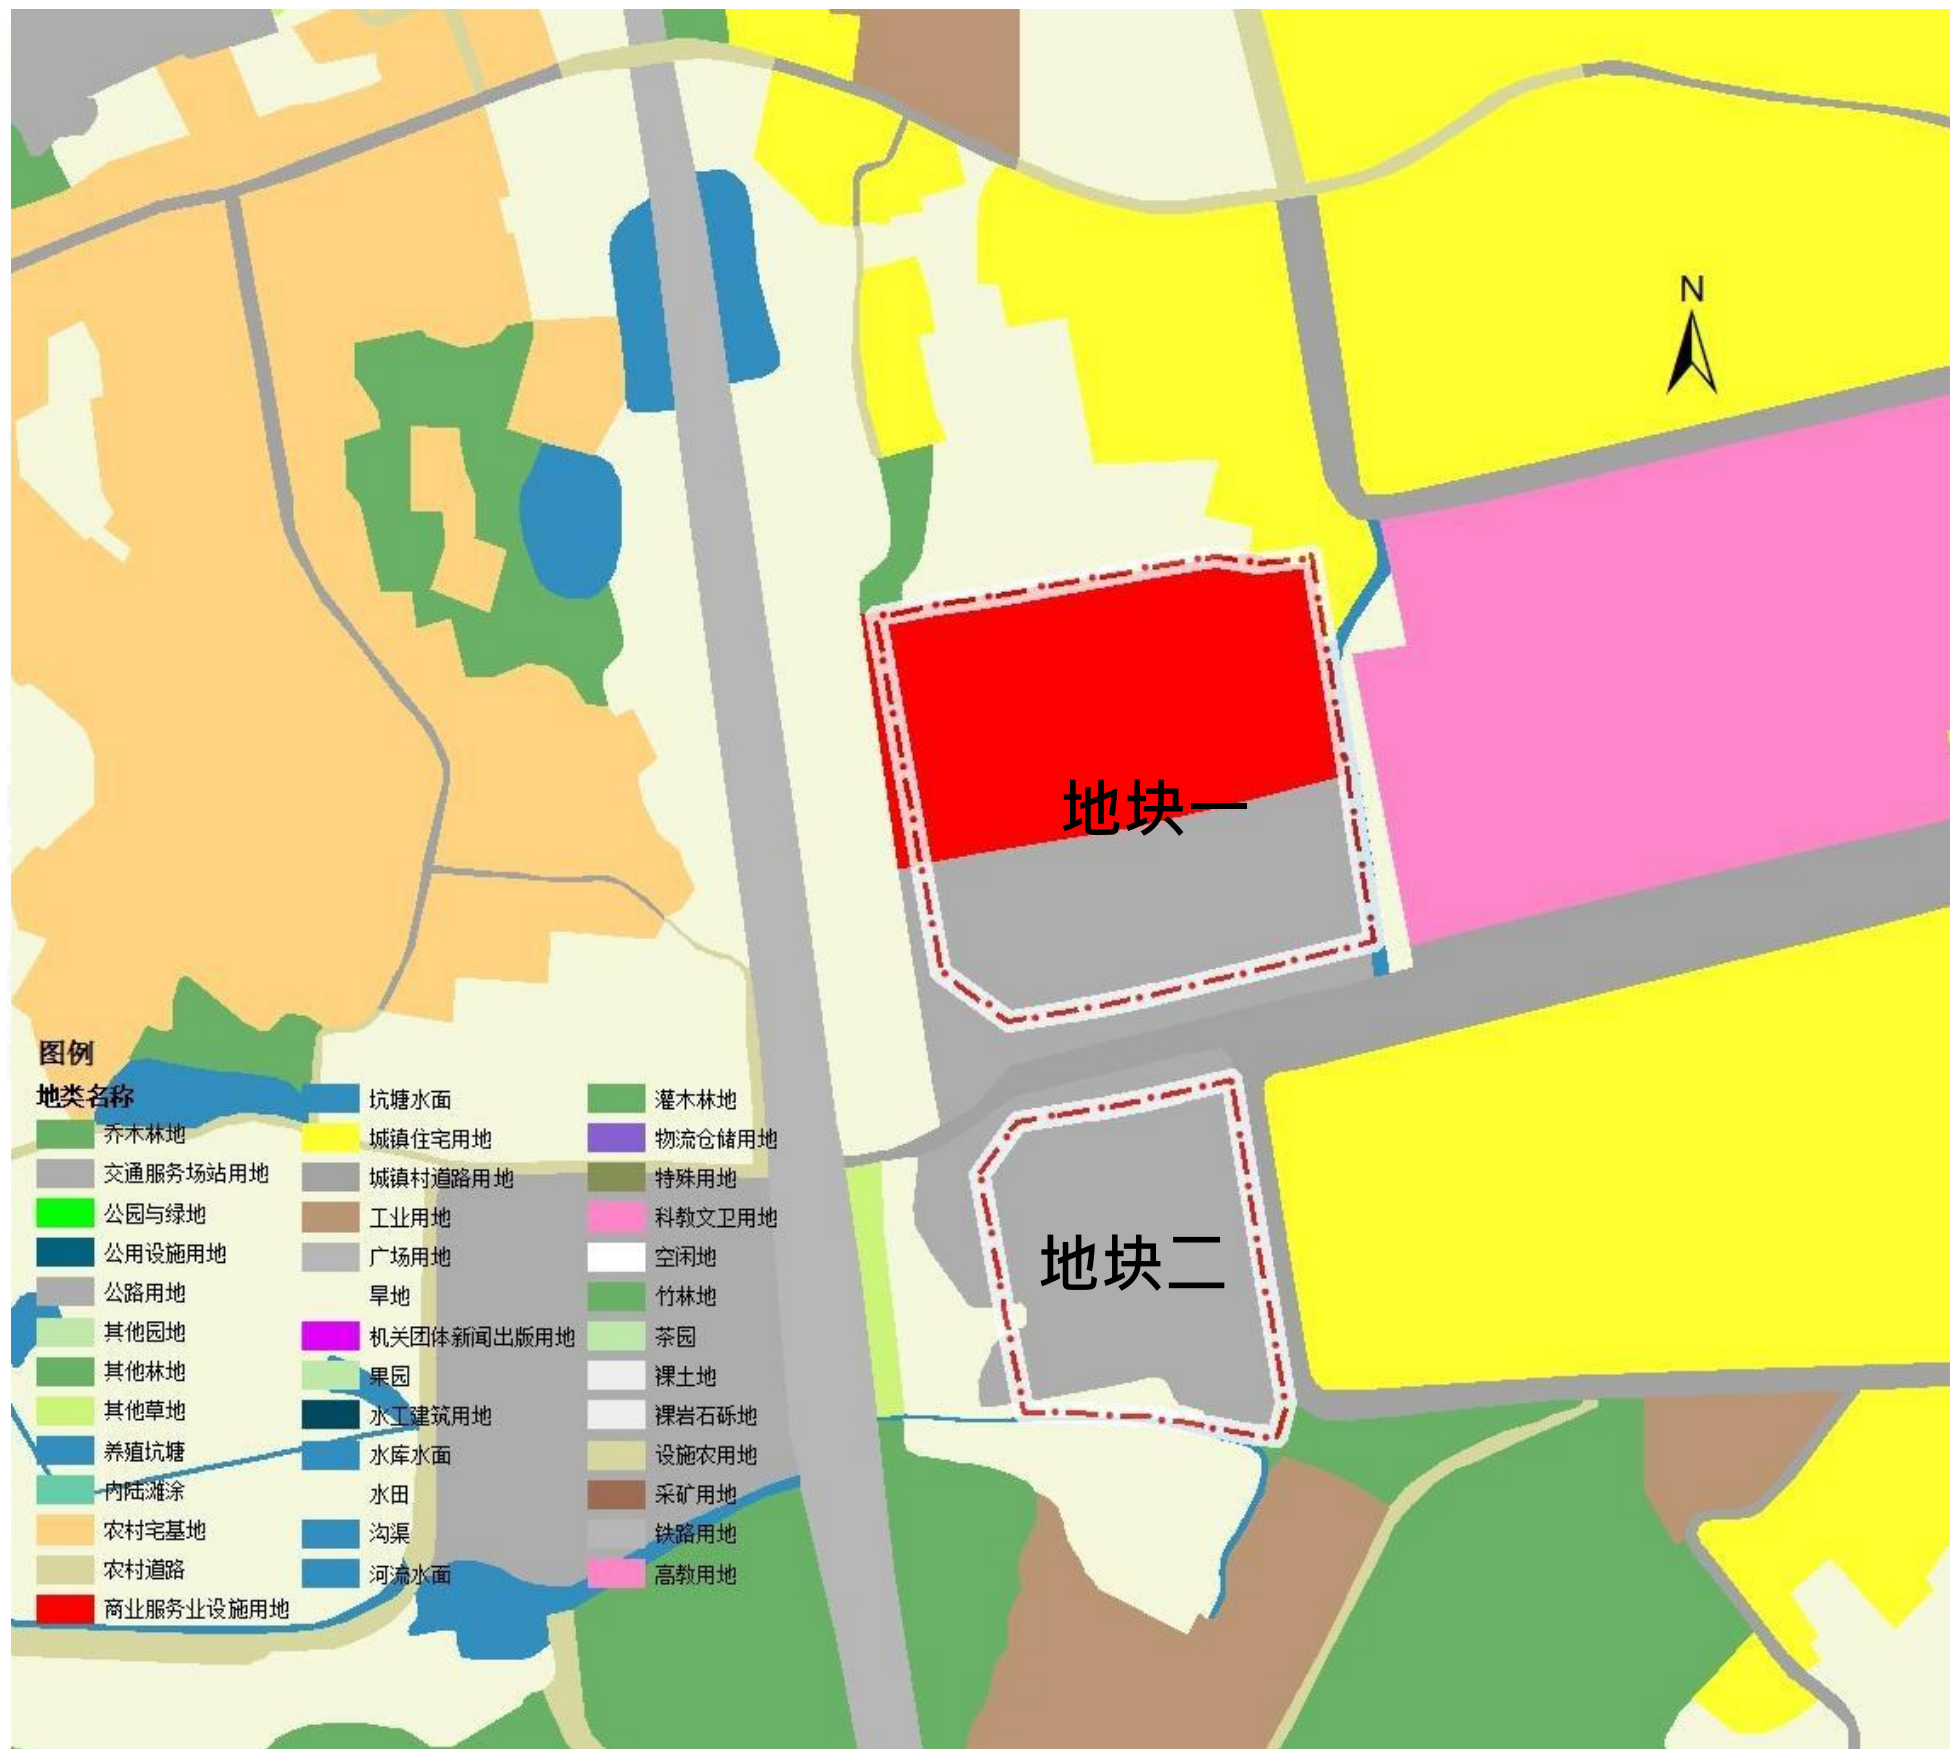 N
地块一
地块二
图例
地类名称
乔木林地
交通服务场站用地
公园与绿地
公用设施用地
公路用地
其他园地
其他林地
其他草地
养殖坑塘
内陆滩涂
农村宅基地
农村道路
商业服务业设施用地
坑塘水面
城镇住宅用地
城镇村道路用地
工业用地
广场用地
旱地
机关团体新闻出版用地
果园
水工建筑用地
水库水面
水田
沟渠
河流水面
灌木林地
物流仓储用地
特殊用地
科教文卫用地
空闲地
竹林地
茶园
裸土地
裸岩石砾地
设施农用地
采矿用地
铁路用地
高教用地